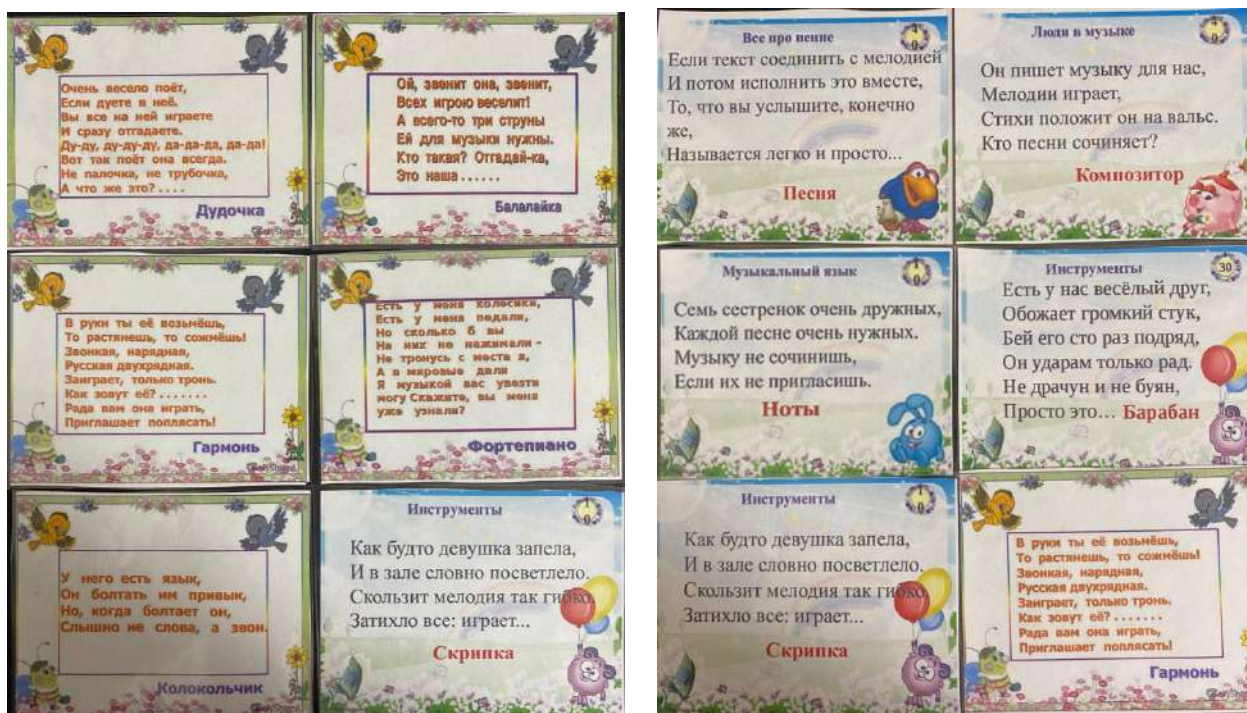 Очень весело поёт,
Если дуете в неё.
Вы все на ней играете
И сразу отгадаете.
Ду-ду, ду-ду-ду, да-да-да, да-да!
Вот так поёт она всегда.
Не палочка, не трубочка,
А что же это? ....
Дудочка
Ой, звенит она, звенит,
Всех игрою веселит!
А всего-то три струны
Ей для музыки нужны.
Кто такая? Отгадай-ка,
Это наша ......
Балалайка
В руки ты её возьмёшь,
То растянешь, то сожмёшь!
Звонкая, нарядная,
Русская двухрядная.
Заиграет, только тронь.
Как зовут её? .......
Рада вам она играть,
Приглашает поплясать!
Гармонь
Есть у меня колесики,
Есть у меня педали,
Но сколько б вы
На них не нажимали -
Не тронусь с места я,
А в мировые дали
Я музыкой вас увезти
могу Скажите, вы меня
уже узнали?
Фортепиано
У него есть язык,
Он болтать им привык,
Но, когда болтает он,
Слышно не слова, а звон.
Колокольчик
Инструменты
0
Как будто девушка запела,
И в зале словно посветлело.
Скользит мелодия так гибко.
Затихло все: играет...
Скрипка
Все про пение
0
Если текст соединить с мелодией
И потом исполнить это вместе,
То, что вы услышите, конечно
же,
Называется легко и просто...
Песня
Люди в музыке
0
Он пишет музыку для нас,
Мелодии играет,
Стихи положит он на вальс.
Кто песни сочиняет?
Композитор
Музыкальный язык
0
Семь сестренок очень дружных,
Каждой песне очень нужных.
Музыку не сочинишь,
Если их не пригласишь.
Ноты
Инструменты
30
Есть у нас весёлый друг,
Обожает громкий стук,
Бей его сто раз подряд,
Он ударам только рад.
Не драчун и не буян,
Просто это... Барабан
Инструменты
0
Как будто девушка запела,
И в зале словно посветлело.
Скользит мелодия так гибко.
Затихло все: играет...
Скрипка
В руки ты её возьмёшь,
То растянешь, то сожмёшь!
Звонкая, нарядная,
Русская двухрядная.
Заиграет, только тронь.
Как зовут её? .......
Рада вам она играть,
Приглашает поплясать!
Гармонь